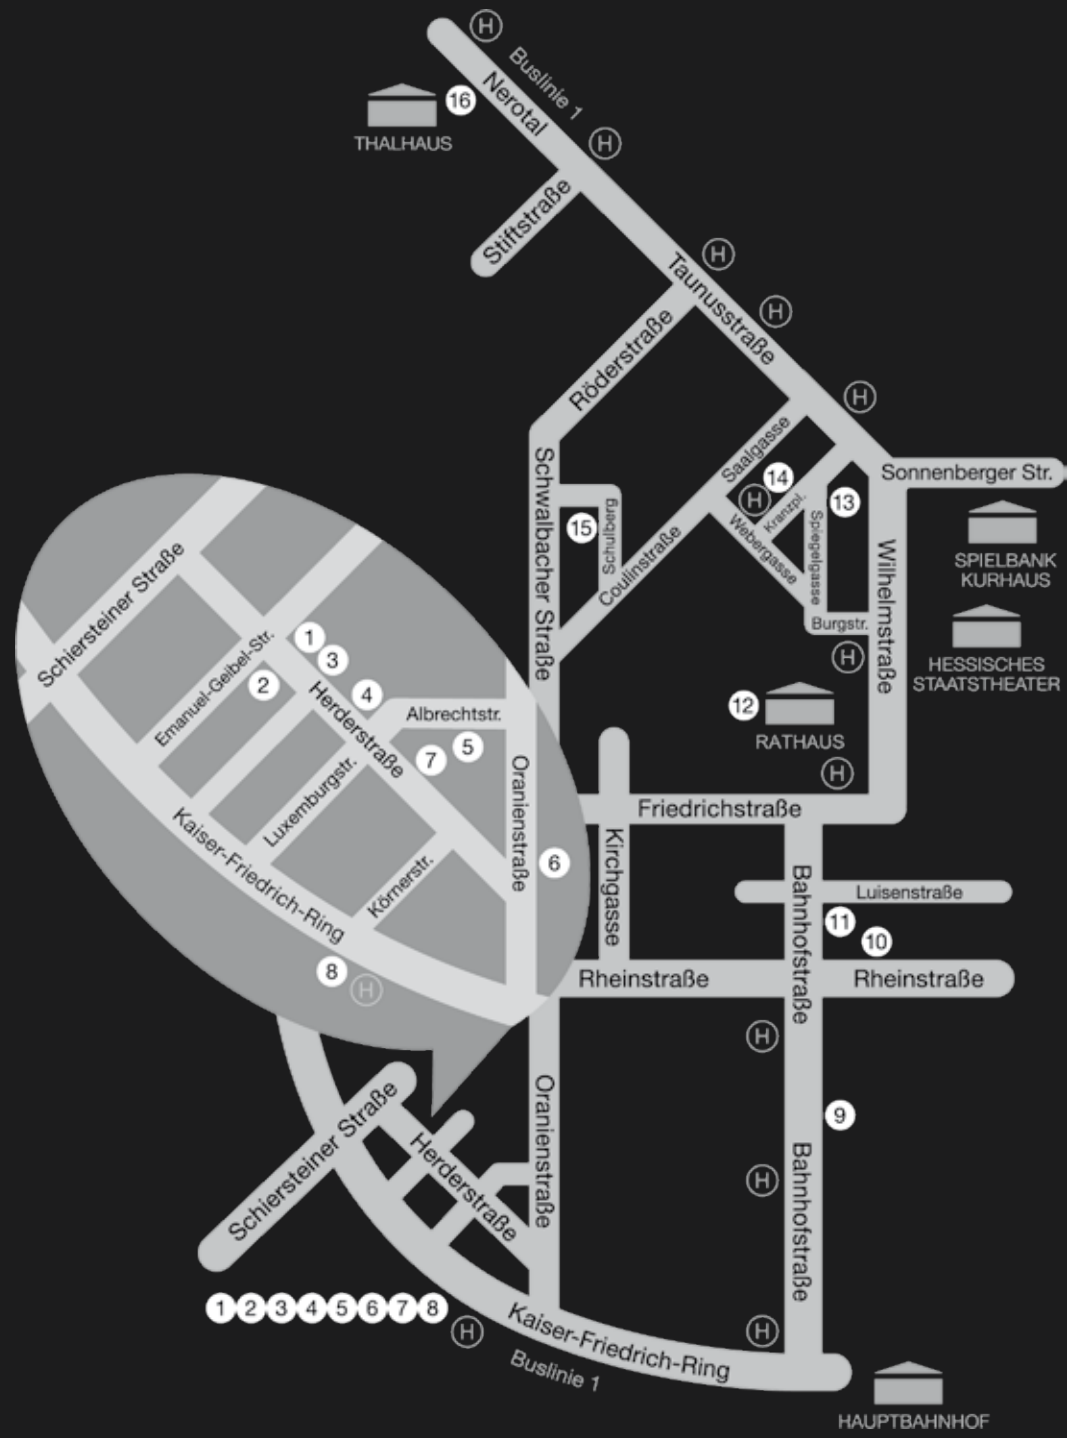 H
Buslinie 1
Nerotal
16
THALHAUS
H
Stiftstraße
H
Taunusstraße
H
Röderstraße
H
Saalgasse
Sonnenberger Str.
14
H
Kranzpl.
13
Schwalbacher Straße
15
Schulberg
Coulinstraße
Webergasse
Spiegelgasse
Wilhelmstraße
SPIELBANK
KURHAUS
Burgstr.
H
HESSISCHES
STAATSTHEATER
12
RATHAUS
H
Schiersteiner Straße
Emanuel-Geibel-Str.
1
3
2
4
Herderstraße
Albrechtstr.
5
7
Luxemburgstr.
Oranienstraße
6
Kaiser-Friedrich-Ring
Körnerstr.
8
H
Friedrichstraße
Kirchgasse
Bahnhofstraße
Luisenstraße
11
10
Rheinstraße
Rheinstraße
H
9
Oranienstraße
Schiersteiner Straße
Herderstraße
H
Bahnhofstraße
1 2 3 4 5 6 7 8
H
Kaiser-Friedrich-Ring
H
Buslinie 1
HAUPTBAHNHOF